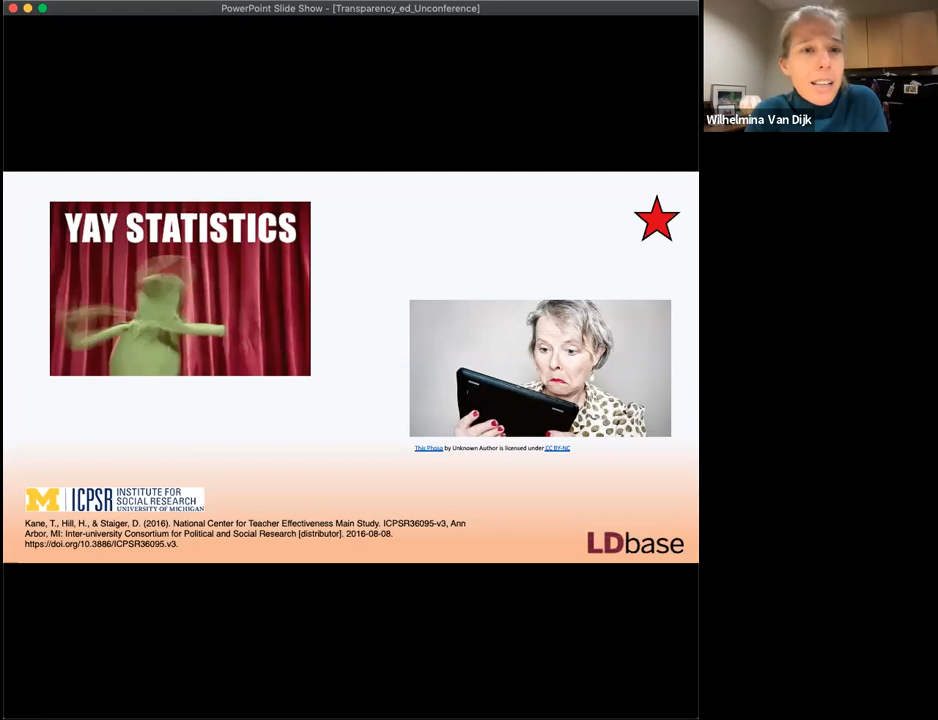 PowerPoint Slide Show - [Transparency_ed_Unconference]
Wilhelmina Van Dijk
YAY STATISTICS
This Photo by Unknown Author is licensed under CC BY-NC
M ICPSR INSTITUTE FOR
SOCIAL RESEARCH
UNIVERSITY OF MICHIGAN
Kane, T., Hill, H., & Staiger, D. (2016). National Center for Teacher Effectiveness Main Study. ICPSR36095-v3, Ann
Arbor, MI: Inter-university Consortium for Political and Social Research [distributor]. 2016-08-08.
https://doi.org/10.3886/ICPSR36095.v3.
LDbase